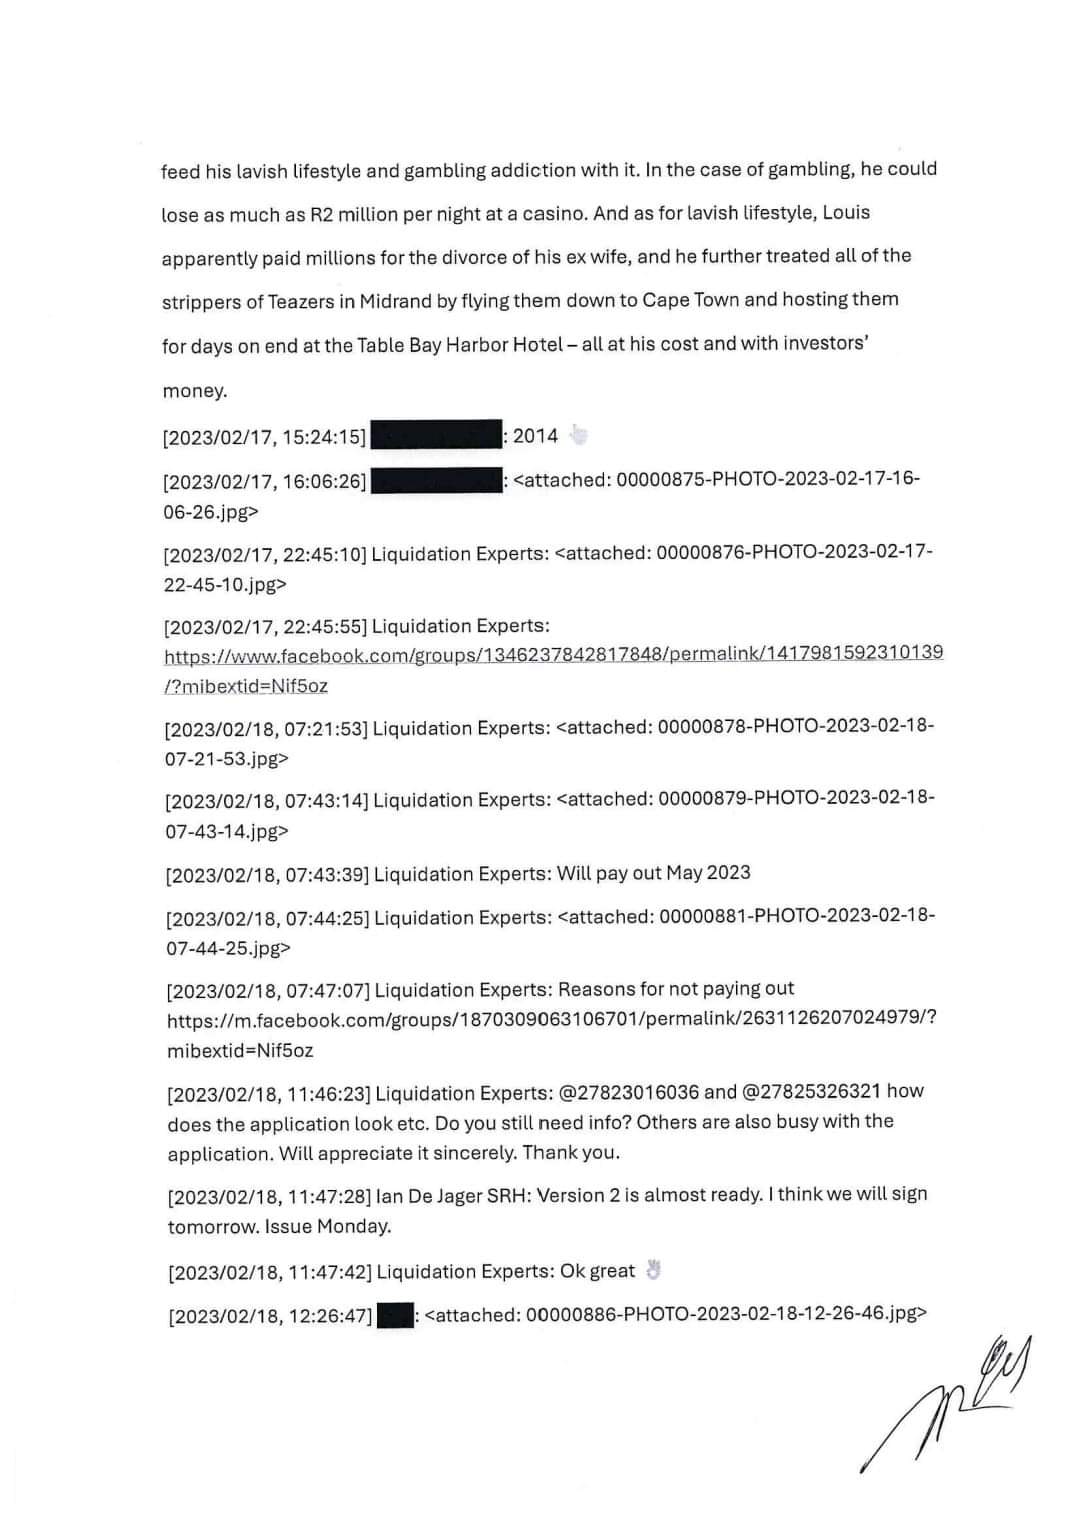 feed his lavish lifestyle and gambling addiction with it. In the case of gambling, he could
lose as much as R2 million per night at a casino. And as for lavish lifestyle, Louis
apparently paid millions for the divorce of his ex wife, and he further treated all of the
strippers of Teazers in Midrand by flying them down to Cape Town and hosting them
for days on end at the Table Bay Harbor Hotel – all at his cost and with investors’
money.
[2023/02/17, 15:24:15] : 2014
[2023/02/17, 16:06:26] : <attached: 00000875-PHOTO-2023-02-17-16-
06-26.jpg>
[2023/02/17, 22:45:10] Liquidation Experts: <attached: 00000876-PHOTO-2023-02-17-
22-45-10.jpg>
[2023/02/17, 22:45:55] Liquidation Experts:
https://www.facebook.com/groups/1346237842817848/permalink/1417981592310139
/?mibextid=Nif5oz
[2023/02/18, 07:21:53] Liquidation Experts: <attached: 00000878-PHOTO-2023-02-18-
07-21-53.jpg>
[2023/02/18, 07:43:14] Liquidation Experts: <attached: 00000879-PHOTO-2023-02-18-
07-43-14.jpg>
[2023/02/18, 07:43:39] Liquidation Experts: Will pay out May 2023
[2023/02/18, 07:44:25] Liquidation Experts: <attached: 00000881-PHOTO-2023-02-18-
07-44-25.jpg>
[2023/02/18, 07:47:07] Liquidation Experts: Reasons for not paying out
https://m.facebook.com/groups/1870309063106701/permalink/2631126207024979/?
mibextid=Nif5oz
[2023/02/18, 11:46:23] Liquidation Experts: @27823016036 and @27825326321 how
does the application look etc. Do you still need info? Others are also busy with the
application. Will appreciate it sincerely. Thank you.
[2023/02/18, 11:47:28] Ian De Jager SRH: Version 2 is almost ready. I think we will sign
tomorrow. Issue Monday.
[2023/02/18, 11:47:42] Liquidation Experts: Ok great
[2023/02/18, 12:26:47] : <attached: 00000886-PHOTO-2023-02-18-12-26-46.jpg>